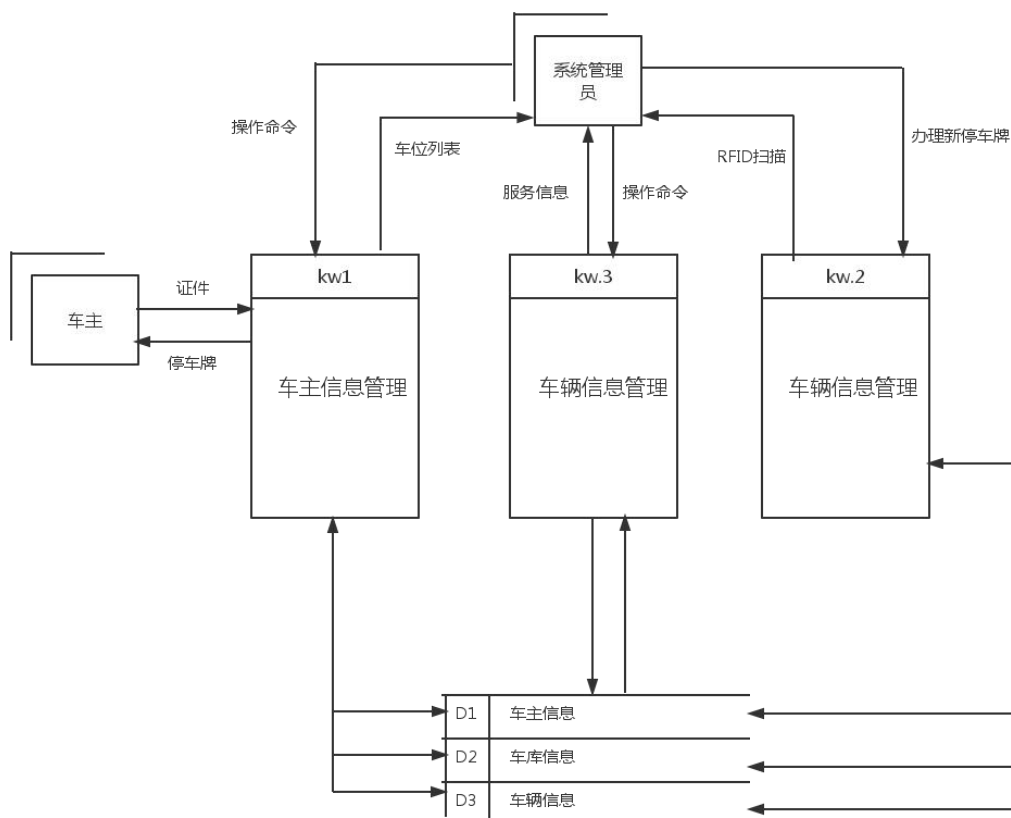 系统管理
员
操作命令
车位列表
服务信息
操作命令
RFID扫描
办理新停车牌
车主
证件
停车牌
kw1
车主信息管理
kw.3
车辆信息管理
kw.2
车辆信息管理
D1 车主信息
D2 车库信息
D3 车辆信息